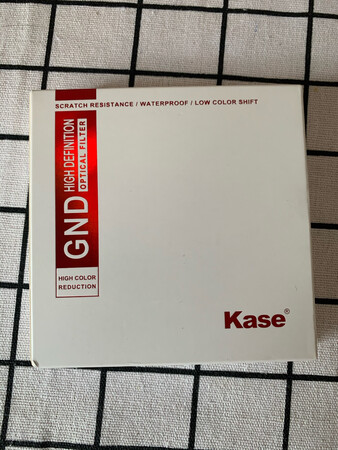 SCRATCH RESISTANCE / WATERPROOF / LOW COLOR SHIFT
GND
HIGH DEFINITION
OPTICAL FILTER
HIGH COLOR
REDUCTION
Kase®